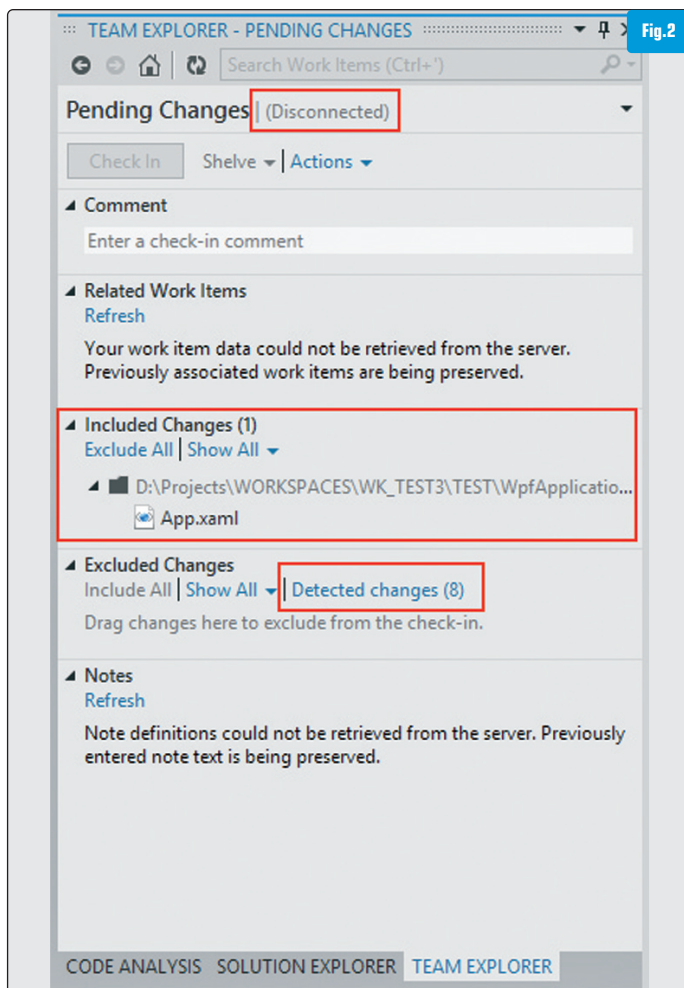 TEAM EXPLORER - PENDING CHANGES
Fig.2
Search Work Items (Ctrl+')
Pending Changes | (Disconnected)
Check In Shelve Actions
Comment
Enter a check-in comment
Related Work Items
Refresh
Your work item data could not be retrieved from the server.
Previously associated work items are being preserved.
Included Changes (1)
Exclude All Show All
D:\Projects\WORKSPACES\WK_TEST3\TEST\WpfApplicatio...
App.xaml
Excluded Changes
Include All Show All Detected changes (8)
Drag changes here to exclude from the check-in.
Notes
Refresh
Note definitions could not be retrieved from the server. Previously
entered note text is being preserved.
CODE ANALYSIS SOLUTION EXPLORER TEAM EXPLORER